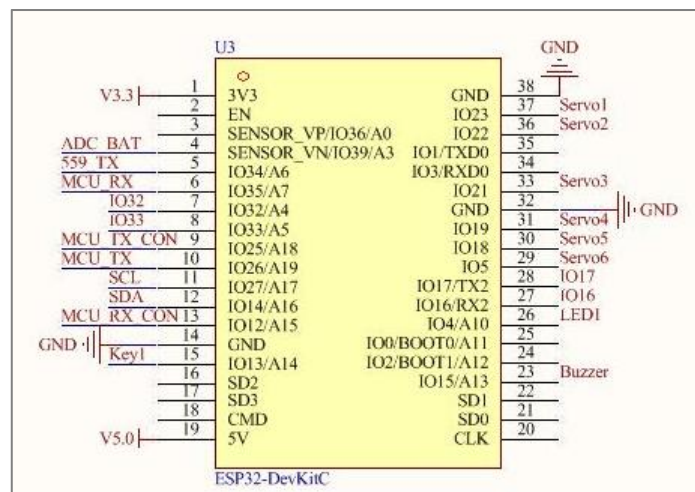 U3
GND
V3.3 1 3V3 GND 38
2 EN IO23 37 Servo1
3 SENSOR_VP/IO36/A0 IO22 36 Servo2
ADC_BAT 4 SENSOR_VN/IO39/A3 IO1/TXD0 35
559_TX 5 IO34/A6 IO3/RXD0 34
MCU_RX 6 IO35/A7 IO21 33 Servo3
IO32 7 IO32/A4 GND 32 GND
IO33 8 IO33/A5 IO19 31 Servo4
MCU_TX_CON 9 IO25/A18 IO18 30 Servo5
MCU_TX 10 IO26/A19 IO5 29 Servo6
SCL 11 IO27/A17 IO17/TX2 28 IO17
SDA 12 IO14/A16 IO16/RX2 27 IO16
MCU_RX_CON 13 IO12/A15 IO4/A10 26 LED1
GND 14 GND IO0/BOOT0/A11 25
Key1 15 IO13/A14 IO2/BOOT1/A12 24
16 SD2 IO15/A13 23 Buzzer
17 SD3 SD1 22
18 CMD SD0 21
V5.0 19 5V CLK 20
ESP32-DevKitC